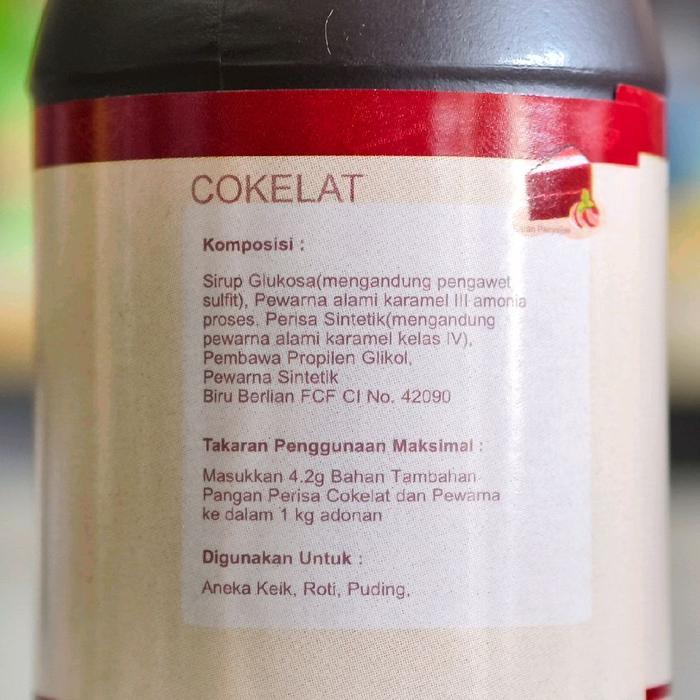 COKELAT
Saran Penyajian
Komposisi :
Sirup Glukosa(mengandung pengawet
sulfit), Pewarna alami karamel III amonia
proses, Perisa Sintetik(mengandung
pewarna alami karamel kelas IV),
Pembawa Propilen Glikol,
Pewarna Sintetik
Biru Berlian FCF CI No. 42090
Takaran Penggunaan Maksimal :
Masukkan 4.2g Bahan Tambahan
Pangan Perisa Cokelat dan Pewarna
ke dalam 1 kg adonan
Digunakan Untuk :
Aneka Keik, Roti, Puding,